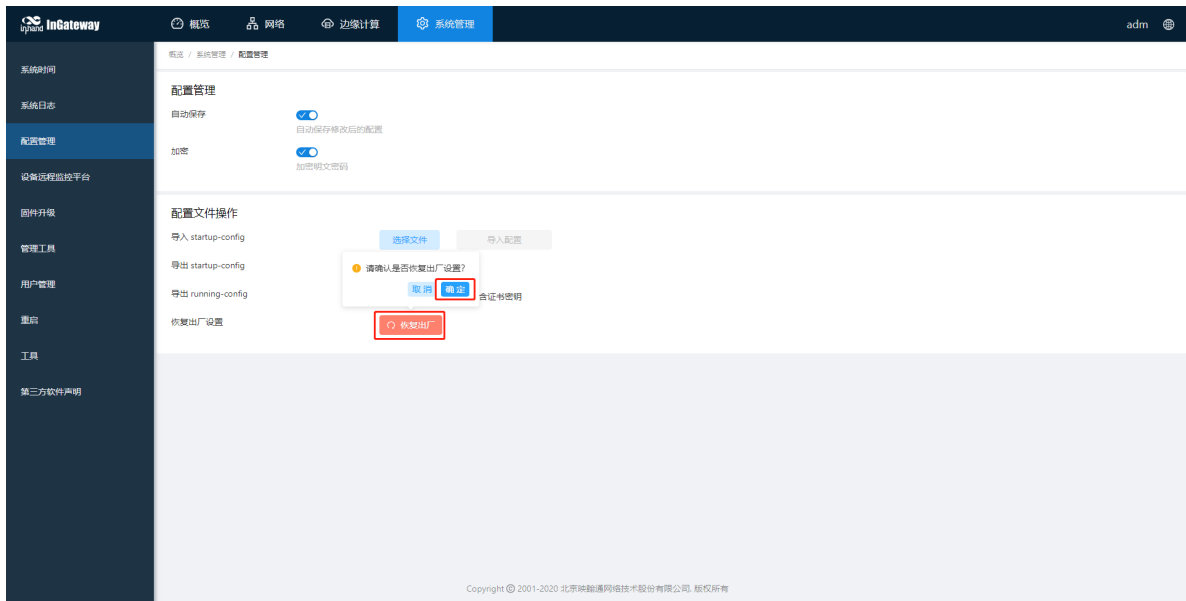 inhand InGateway 概览 网络 边缘计算 系统管理 adm
概览 / 系统管理 / 配置管理
系统时间
系统日志
配置管理
设备远程监控平台
固件升级
管理工具
用户管理
重启
工具
第三方软件声明
配置管理
自动保存
自动保存修改后的配置
加密
加密明文密码
配置文件操作
导入 startup-config 选择文件 导入配置
导出 startup-config
请确认是否恢复出厂设置?
取 消 确 定
导出 running-config 含证书密钥
恢复出厂设置 恢复出厂
Copyright © 2001-2020 北京映翰通网络技术股份有限公司. 版权所有